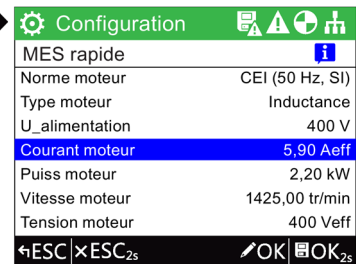 Configuration
MES rapide i
Norme moteur CEI (50 Hz, SI)
Type moteur Inductance
U_alimentation 400 V
Courant moteur 5,90 Aeff
Puiss moteur 2,20 kW
Vitesse moteur 1425,00 tr/min
Tension moteur 400 Veff
ESC ×ESC2s OK OK2s